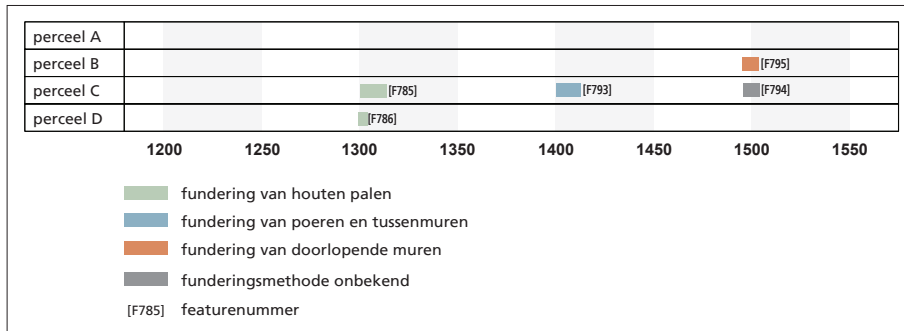 perceel A
perceel B [F795]
perceel C [F785] [F793] [F794]
perceel D [F786]
1200 1250 1300 1350 1400 1450 1500 1550
fundering van houten palen
fundering van poeren en tussenmuren
fundering van doorlopende muren
funderingsmethode onbekend
[F785] featurenummer